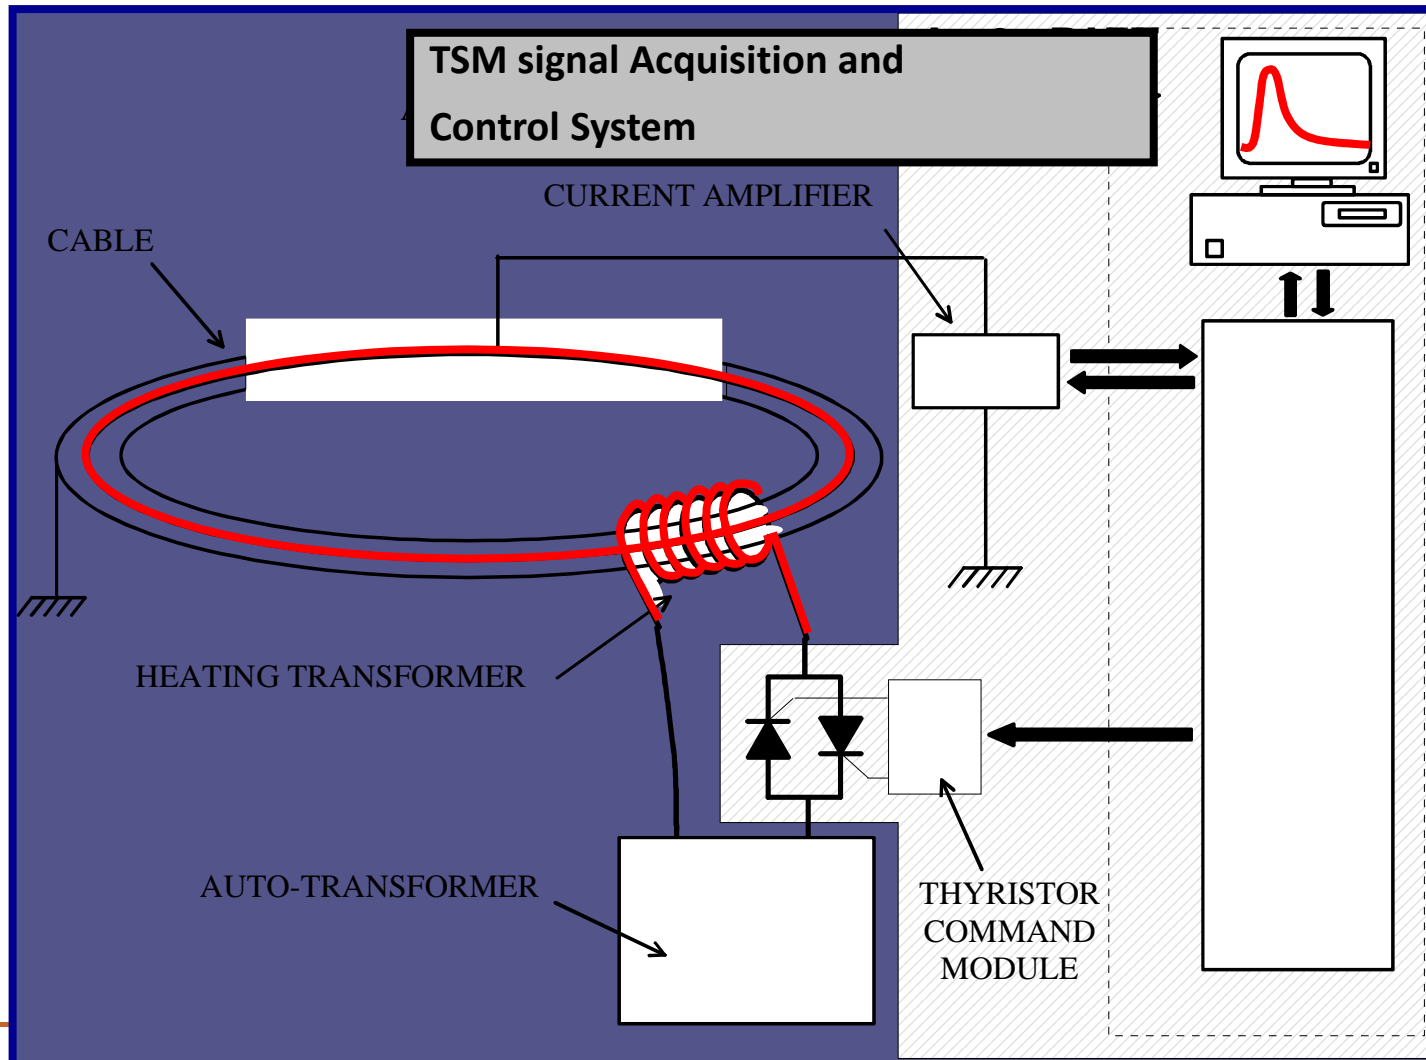 TSM signal Acquisition and
Control System
CURRENT AMPLIFIER
CABLE
HEATING TRANSFORMER
AUTO-TRANSFORMER
THYRISTOR
COMMAND
MODULE